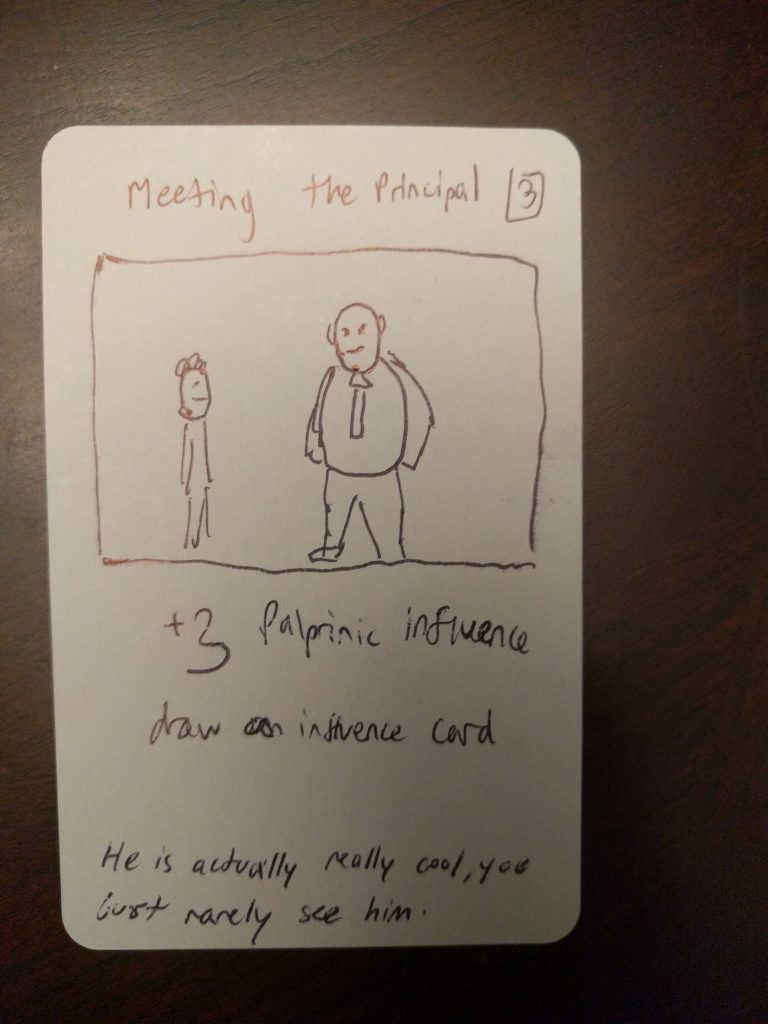 Meeting the Principal 3
+3 Palprinic influence
draw an influence card
He is actually really cool, you
just rarely see him.